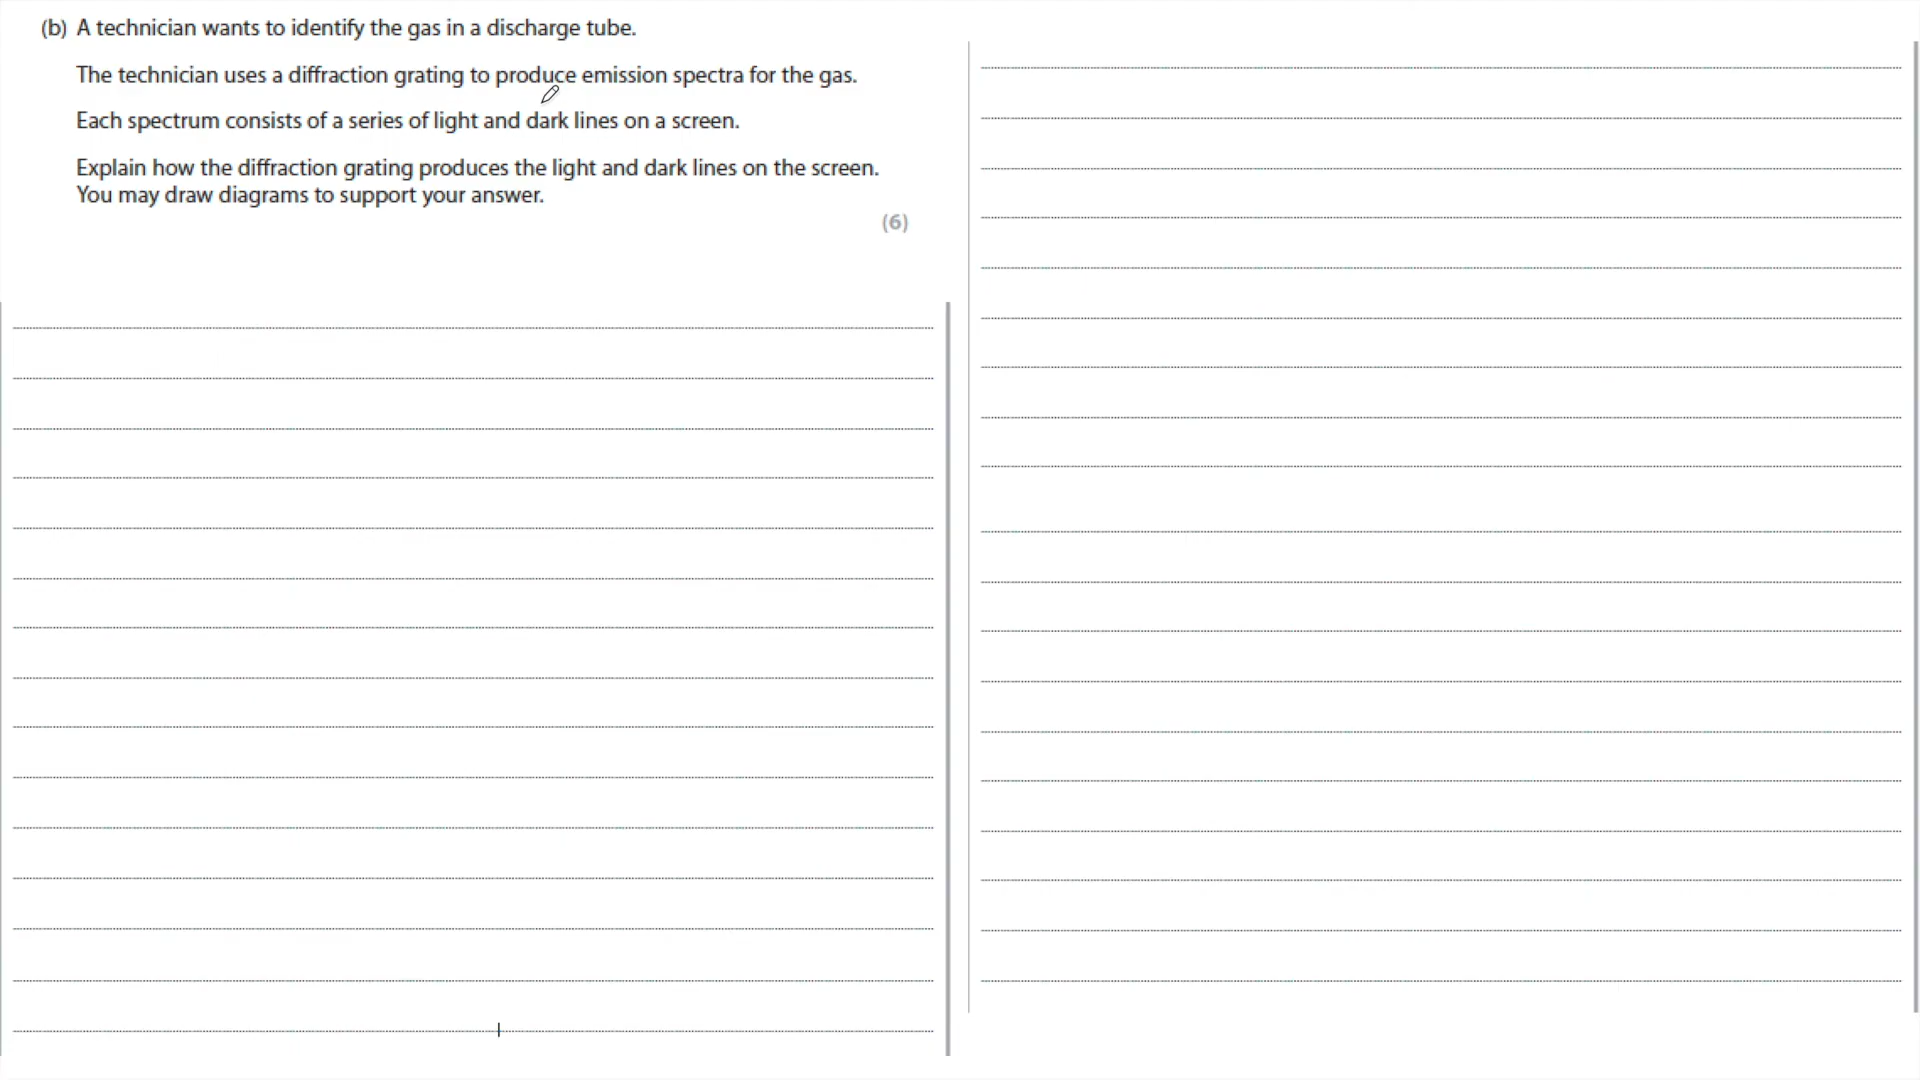 (b) A technician wants to identify the gas in a discharge tube.
The technician uses a diffraction grating to produce emission spectra for the gas.
Each spectrum consists of a series of light and dark lines on a screen.
Explain how the diffraction grating produces the light and dark lines on the screen.
You may draw diagrams to support your answer.
(6)